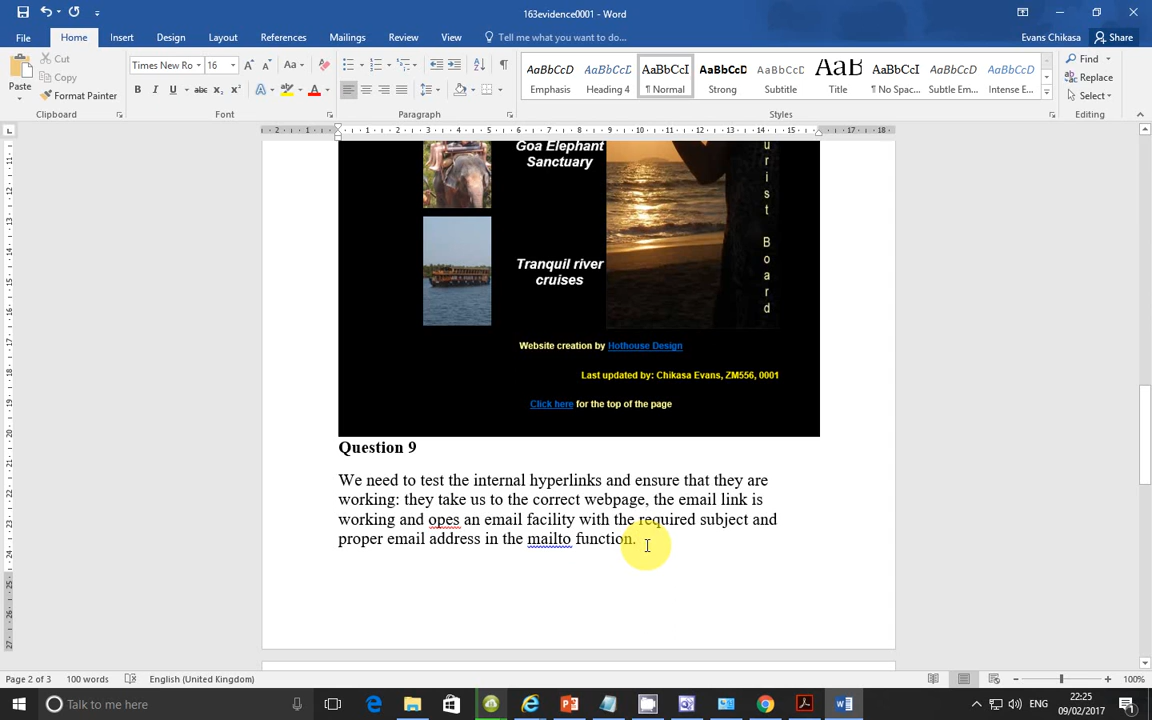 163evidence0001 - Word
File Home Insert Design Layout References Mailings Review View Tell me what you want to do... Evans Chikasa Share
Paste
Cut
Copy
Format Painter
Times New Ro 16
Aa
B I U abc x₂ x²
AaBbCcD AaBbCcD AaBbCcI AaBbCcD AaBbCcD AaB AaBbCcI AaBbCcD AaBbCcD
Emphasis Heading 4 ¶ Normal Strong Subtitle Title ¶ No Spac... Subtle Em... Intense E...
Find
Replace
Select
Clipboard Font Paragraph Styles Editing
Goa Elephant
Sanctuary
Tranquil river
cruises
u
r
i
s
t
B
o
a
r
d
Website creation by Hothouse Design
Last updated by: Chikasa Evans, ZM556, 0001
Click here for the top of the page
Question 9
We need to test the internal hyperlinks and ensure that they are
working: they take us to the correct webpage, the email link is
working and opes an email facility with the required subject and
proper email address in the mailto function.
Page 2 of 3 100 words English (United Kingdom) 100%
Talk to me here
ENG
22:25
09/02/2017